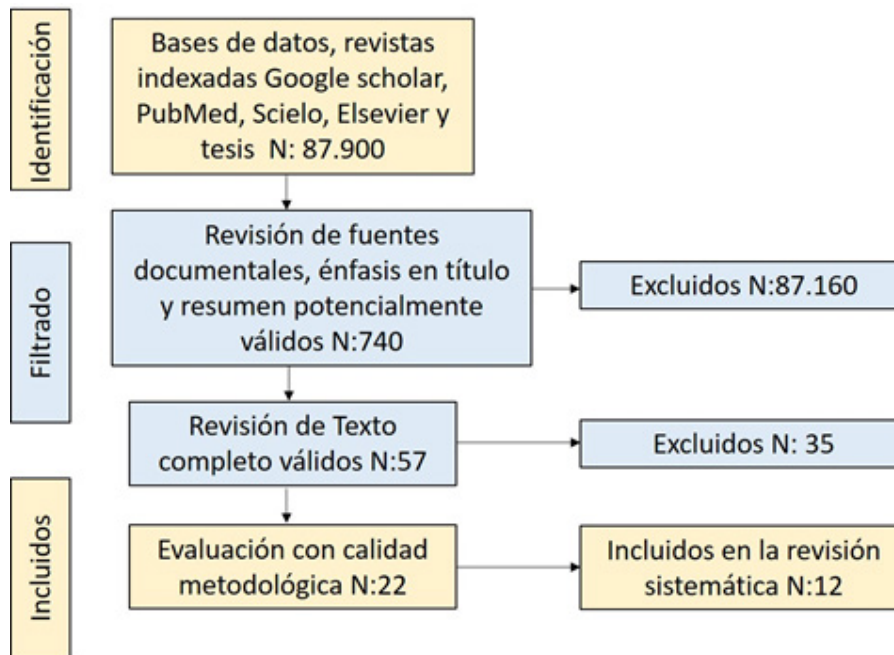 Identificación
Bases de datos, revistas
indexadas Google scholar,
PubMed, Scielo, Elsevier y
tesis N: 87.900
Filtrado
Revisión de fuentes
documentales, énfasis en título
y resumen potencialmente
válidos N:740
Excluidos N:87.160
Revisión de Texto
completo válidos N:57
Excluidos N: 35
Incluidos
Evaluación con calidad
metodológica N:22
Incluidos en la revisión
sistemática N:12